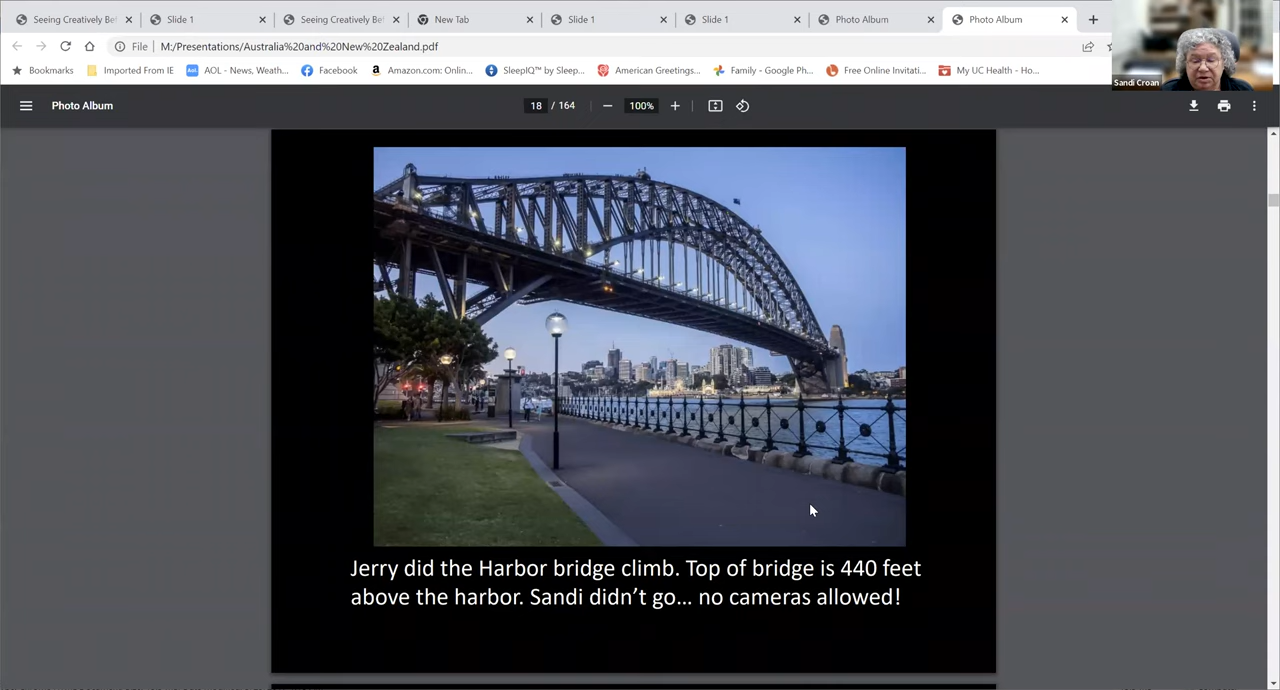 Seeing Creatively Be
Slide 1
Seeing Creatively Be
New Tab
Slide 1
Slide 1
Photo Album
Photo Album
File M:/Presentations/Australia%20and%20New%20Zealand.pdf
Bookmarks Imported From IE AOL - News, Weath... Facebook Amazon.com: Onlin... SleepIQ™ by Sleep... American Greetings... Family - Google Ph... Free Online Invitati... My UC Health - Ho...
Sandi Croan
Photo Album 18 / 164 100%
Jerry did the Harbor bridge climb. Top of bridge is 440 feet
above the harbor. Sandi didn’t go... no cameras allowed!